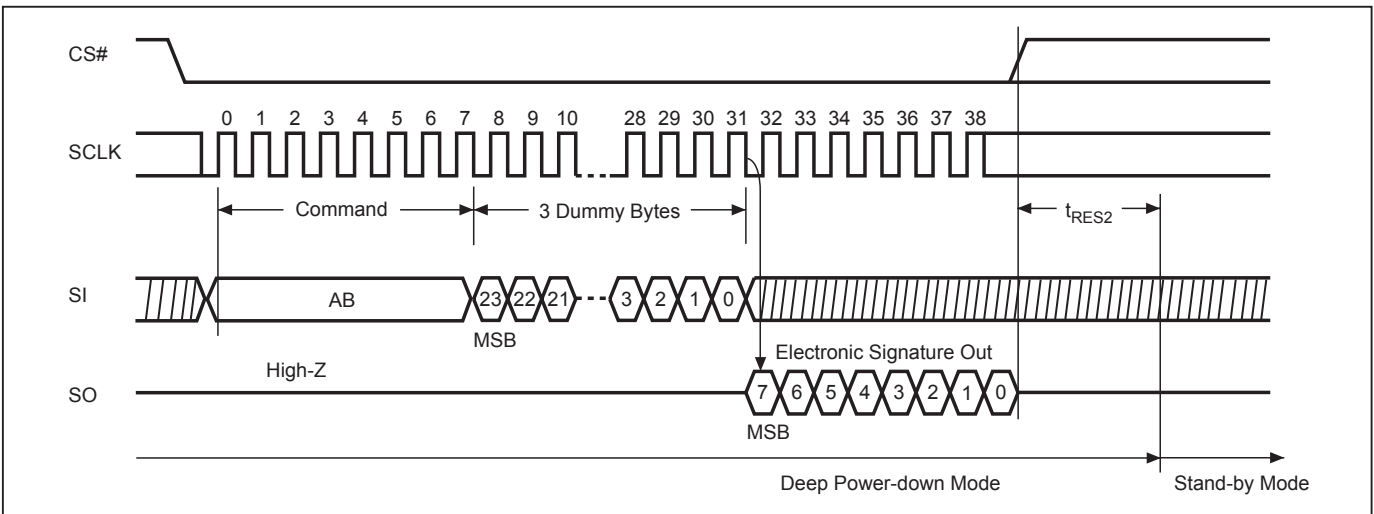 CS#
0 1 2 3 4 5 6 7 8 9 10 28 29 30 31 32 33 34 35 36 37 38
SCLK
Command 3 Dummy Bytes tRES2
SI AB 23 22 21 3 2 1 0
MSB
High-Z Electronic Signature Out
SO 7 6 5 4 3 2 1 0
MSB
Deep Power-down Mode Stand-by Mode